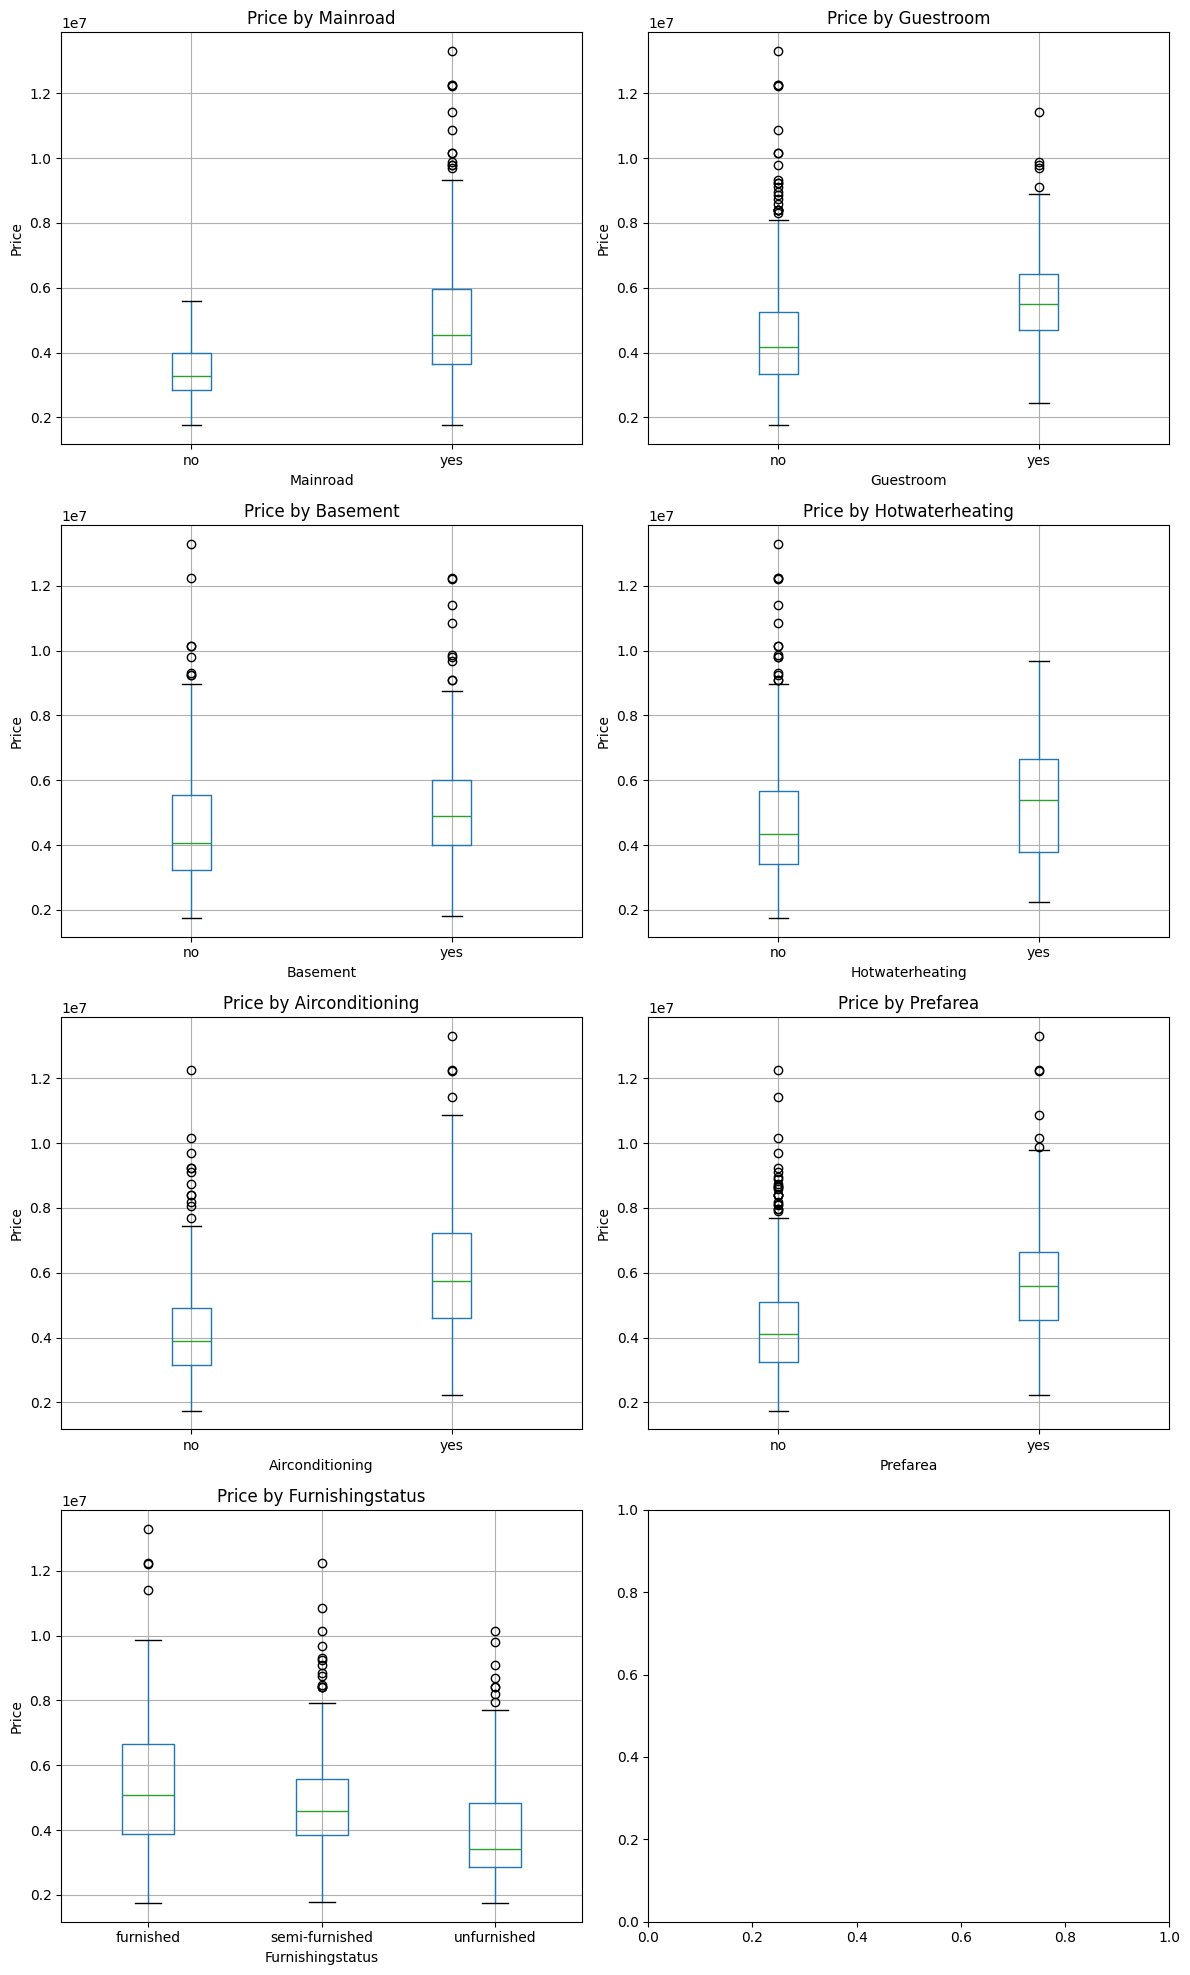 Price by Mainroad
1e7
1.2
1.0
0.8
0.6
0.4
0.2
Price
no yes
Mainroad
Price by Guestroom
1e7
1.2
1.0
0.8
0.6
0.4
0.2
Price
no yes
Guestroom
Price by Basement
1e7
1.2
1.0
0.8
0.6
0.4
0.2
Price
no yes
Basement
Price by Hotwaterheating
1e7
1.2
1.0
0.8
0.6
0.4
0.2
Price
no yes
Hotwaterheating
Price by Airconditioning
1e7
1.2
1.0
0.8
0.6
0.4
0.2
Price
no yes
Airconditioning
Price by Prefarea
1e7
1.2
1.0
0.8
0.6
0.4
0.2
Price
no yes
Prefarea
Price by Furnishingstatus
1e7
1.2
1.0
0.8
0.6
0.4
0.2
Price
furnished semi-furnished unfurnished
Furnishingstatus
1.0
0.8
0.6
0.4
0.2
0.0
0.0 0.2 0.4 0.6 0.8 1.0